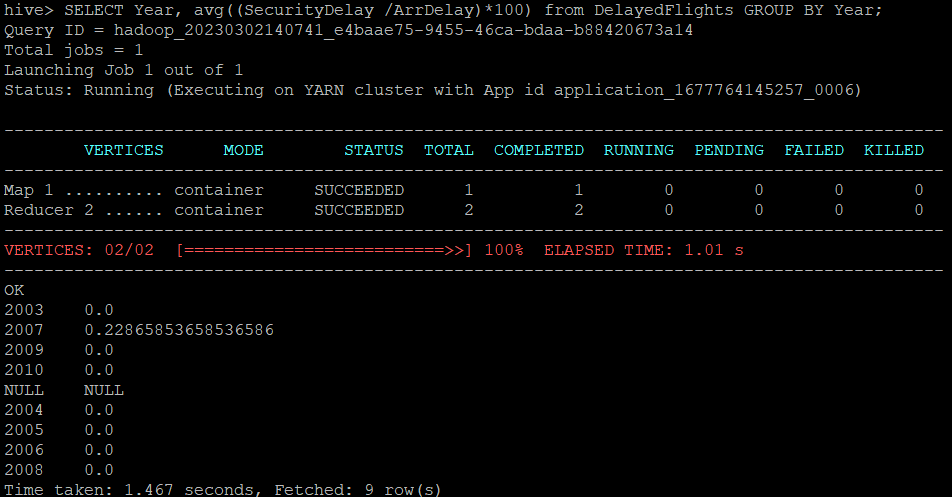 hive> SELECT Year, avg((SecurityDelay /ArrDelay)*100) from DelayedFlights GROUP BY Year;
Query ID = hadoop_20230302140741_e4baae75-9455-46ca-bdaa-b88420673a14
Total jobs = 1
Launching Job 1 out of 1
Status: Running (Executing on YARN cluster with App id application_1677764145257_0006)
----------------------------------------------------------------------------------------------
        VERTICES      MODE        STATUS  TOTAL  COMPLETED  RUNNING  PENDING  FAILED  KILLED
----------------------------------------------------------------------------------------------
Map 1 .......... container     SUCCEEDED      1          1        0        0       0       0
Reducer 2 ...... container     SUCCEEDED      2          2        0        0       0       0
----------------------------------------------------------------------------------------------
VERTICES: 02/02  [==========================>>] 100%  ELAPSED TIME: 1.01 s
----------------------------------------------------------------------------------------------
OK
2003    0.0
2007    0.22865853658536586
2009    0.0
2010    0.0
NULL    NULL
2004    0.0
2005    0.0
2006    0.0
2008    0.0
Time taken: 1.467 seconds, Fetched: 9 row(s)